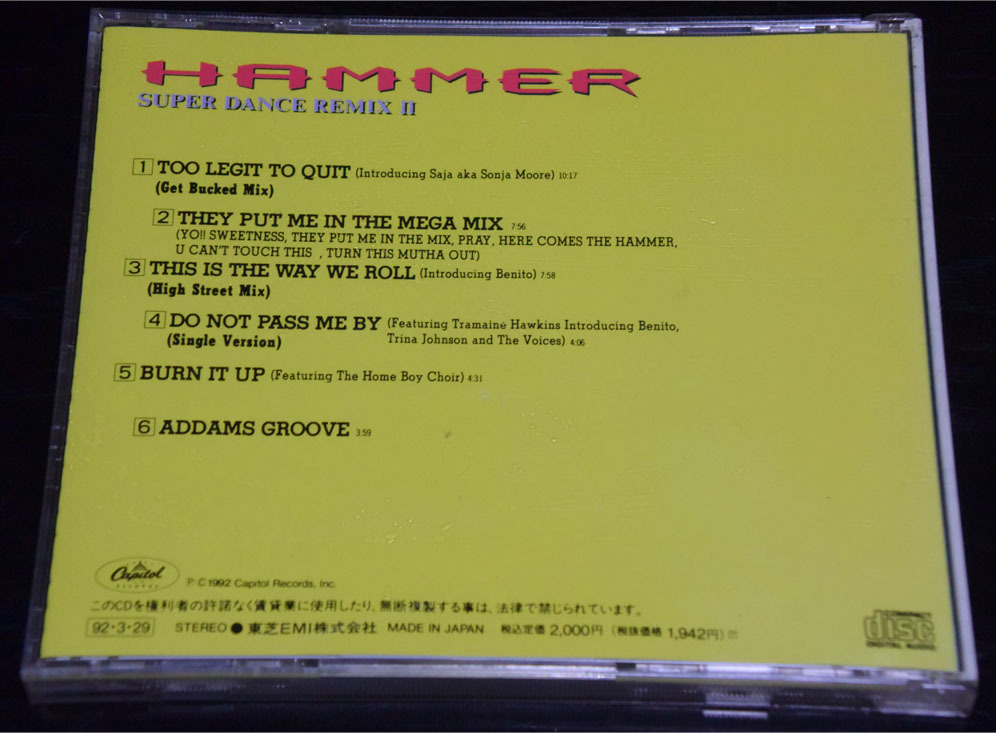 HAMMER
SUPER DANCE REMIX II
1 TOO LEGIT TO QUIT (Introducing Saja aka Sonja Moore) 10:17
(Get Bucked Mix)
2 THEY PUT ME IN THE MEGA MIX 7:56
(YO!! SWEETNESS, THEY PUT ME IN THE MIX, PRAY, HERE COMES THE HAMMER,
U CAN'T TOUCH THIS , TURN THIS MUTHA OUT)
3 THIS IS THE WAY WE ROLL (Introducing Benito) 7:58
(High Street Mix)
4 DO NOT PASS ME BY (Featuring Tramaine Hawkins Introducing Benito,
(Single Version) Trina Johnson and The Voices) 4:06
5 BURN IT UP (Featuring The Home Boy Choir) 4:31
6 ADDAMS GROOVE 3:59
Capitol
RECORDS
P C 1992 Capitol Records, Inc.
このCDを権利者の許諾なく賃貸業に使用したり、無断複製する事は、法律で禁じられています。
92・3・29 STEREO ● 東芝EMI株式会社 MADE IN JAPAN 税込定価 2,000円 (税抜価格 1,942円)
COMPACT
disc
DIGITAL AUDIO